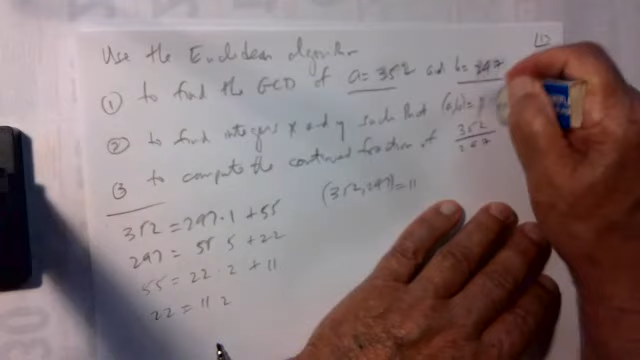 (1)
Use the Euclidean algorithm
① to find the GCD of a=352 and b=297
② to find integers x and y such that (a,b)=
③ to compute the continued fraction of 352/297
352=297·1+55
(352,297)=11
297= 55 5 +22
55=22·2 +11
22=11 2